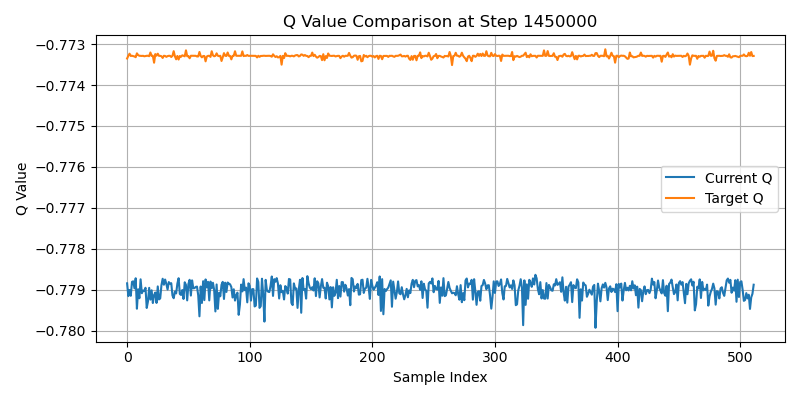 Q Value Comparison at Step 1450000
−0.773
−0.774
−0.775
−0.776
−0.777
−0.778
−0.779
−0.780
Q Value
Current Q
Target Q
0 100 200 300 400 500
Sample Index